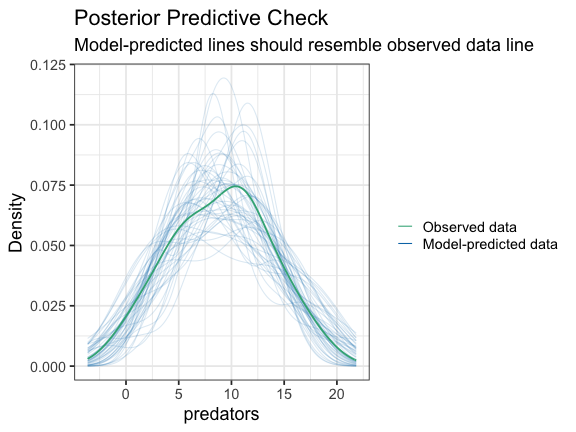 Posterior Predictive Check
Model-predicted lines should resemble observed data line
0.125
0.100
0.075
0.050
0.025
0.000
Density
0 5 10 15 20
predators
Observed data
Model-predicted data